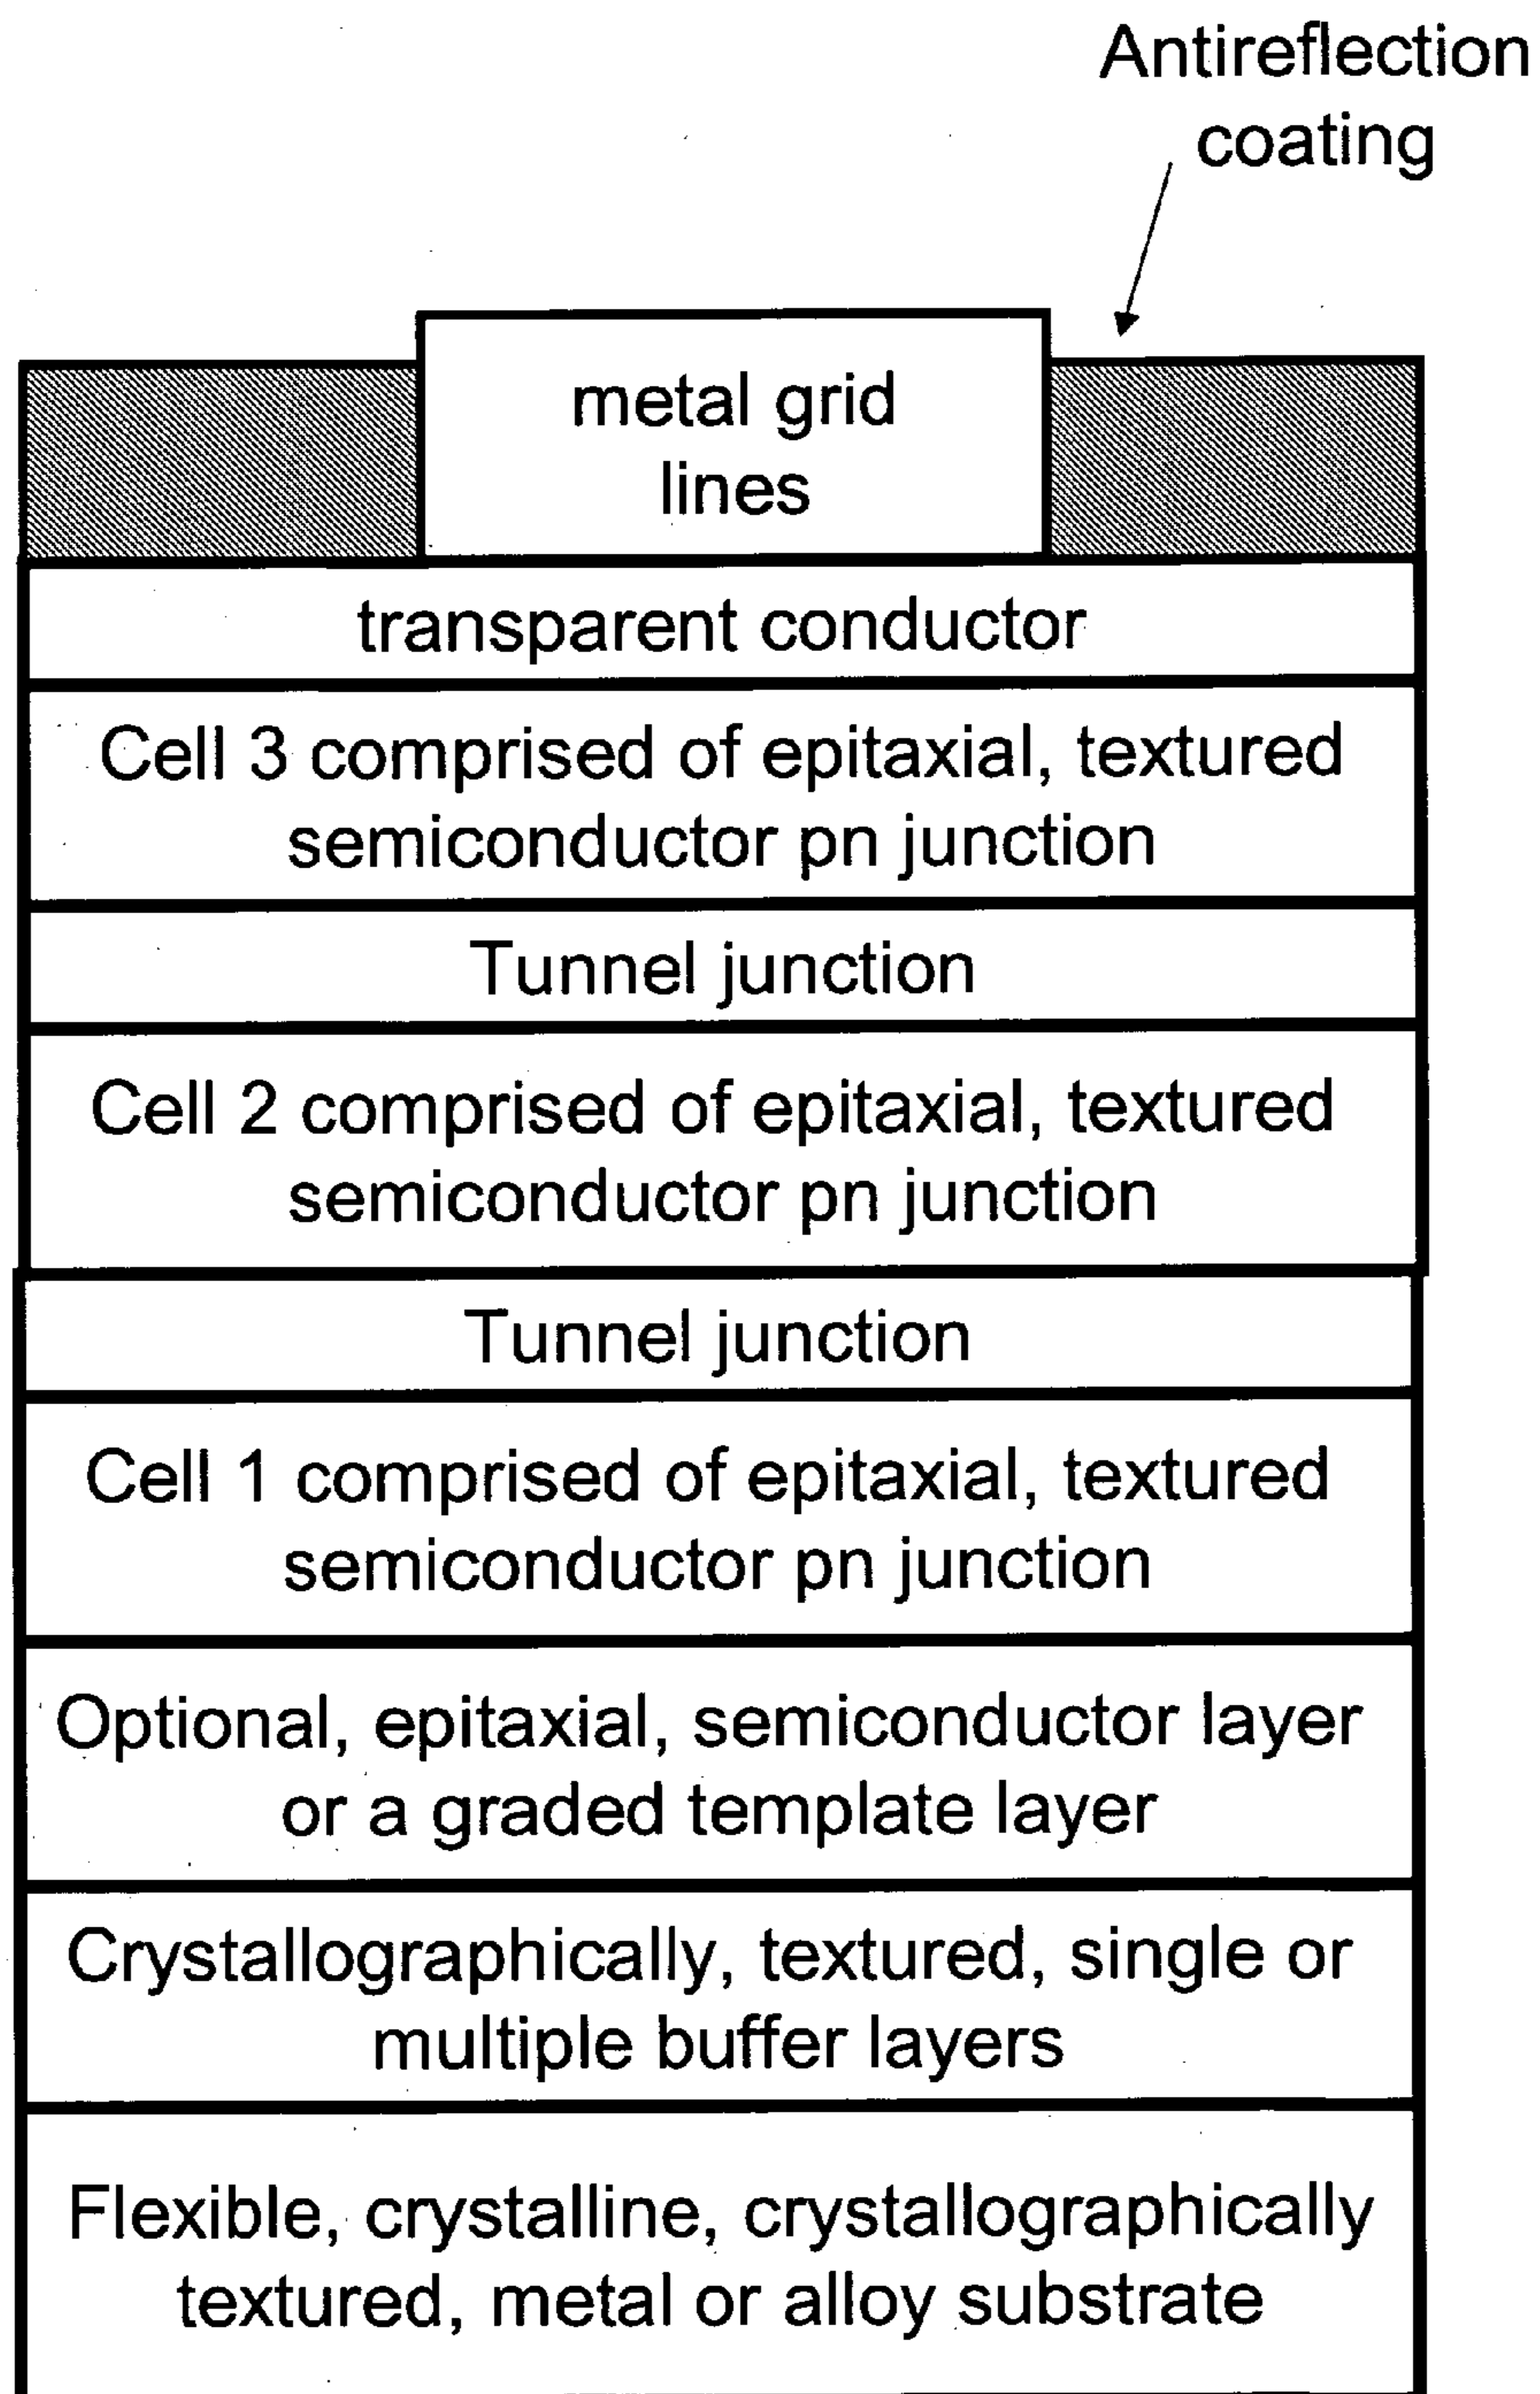 Antireflection
coating
metal grid
lines
transparent conductor
Cell 3 comprised of epitaxial, textured
semiconductor pn junction
Tunnel junction
Cell 2 comprised of epitaxial, textured
semiconductor pn junction
Tunnel junction
Cell 1 comprised of epitaxial, textured
semiconductor pn junction
Optional, epitaxial, semiconductor layer
or a graded template layer
Crystallographically, textured, single or
multiple buffer layers
Flexible, crystalline, crystallographically
textured, metal or alloy substrate